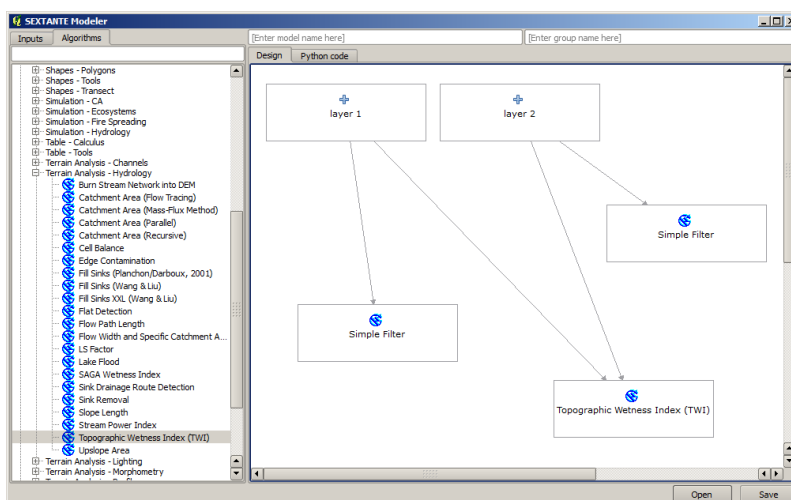 SEXTANTE Modeler
Inputs
Algorithms
[Enter model name here]
[Enter group name here]
Design
Python code
Shapes - Polygons
Shapes - Tools
Shapes - Transect
Simulation - CA
Simulation - Ecosystems
Simulation - Fire Spreading
Simulation - Hydrology
Table - Calculus
Table - Tools
Terrain Analysis - Channels
Terrain Analysis - Hydrology
Burn Stream Network into DEM
Catchment Area (Flow Tracing)
Catchment Area (Mass-Flux Method)
Catchment Area (Parallel)
Catchment Area (Recursive)
Cell Balance
Edge Contamination
Fill Sinks (Planchon/Darboux, 2001)
Fill Sinks (Wang & Liu)
Fill Sinks XXL (Wang & Liu)
Flat Detection
Flow Path Length
Flow Width and Specific Catchment A...
LS Factor
Lake Flood
SAGA Wetness Index
Sink Drainage Route Detection
Sink Removal
Slope Length
Stream Power Index
Topographic Wetness Index (TWI)
Upslope Area
Terrain Analysis - Lighting
Terrain Analysis - Morphometry
layer 1
layer 2
Simple Filter
Simple Filter
Topographic Wetness Index (TWI)
Open
Save